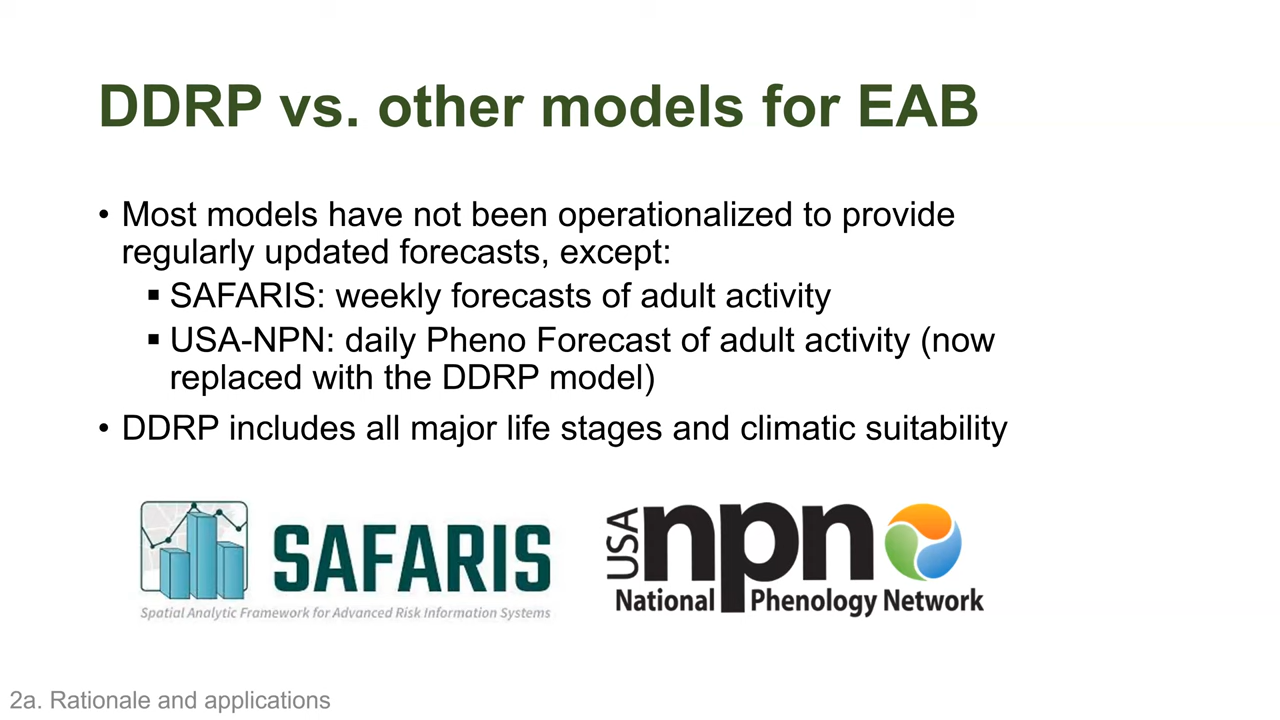 DDRP vs. other models for EAB
• Most models have not been operationalized to provide
regularly updated forecasts, except:
▪ SAFARIS: weekly forecasts of adult activity
▪ USA-NPN: daily Pheno Forecast of adult activity (now
replaced with the DDRP model)
• DDRP includes all major life stages and climatic suitability
SAFARIS
Spatial Analytic Framework for Advanced Risk Information Systems
USA npn
National Phenology Network
2a. Rationale and applications